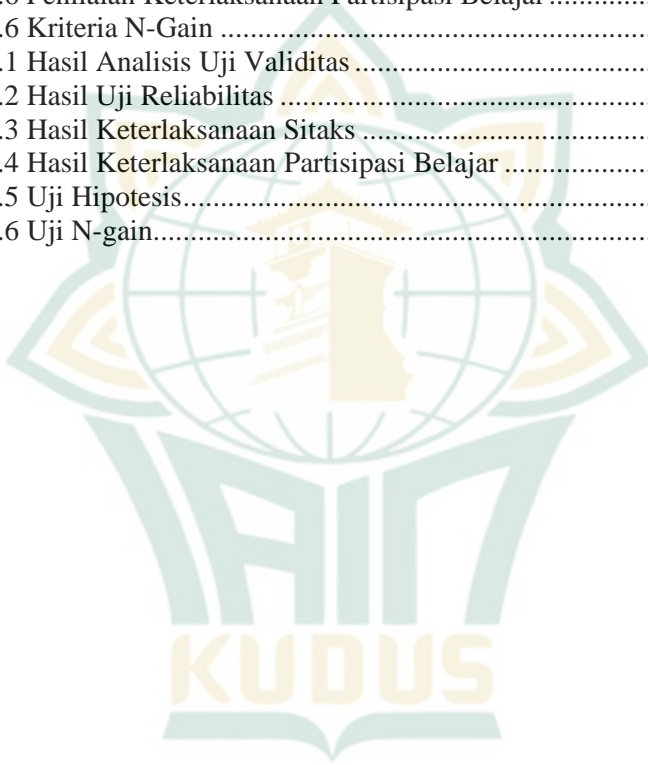 .6 Kriteria N-Gain ........................................................
.1 Hasil Analisis Uji Validitas ......................................
.2 Hasil Uji Reliabilitas ................................................
.3 Hasil Keterlaksanaan Sitaks .....................................
.4 Hasil Keterlaksanaan Partisipasi Belajar ..................
.5 Uji Hipotesis..............................................................
.6 Uji N-gain..................................................................
IAIN
KUDUS